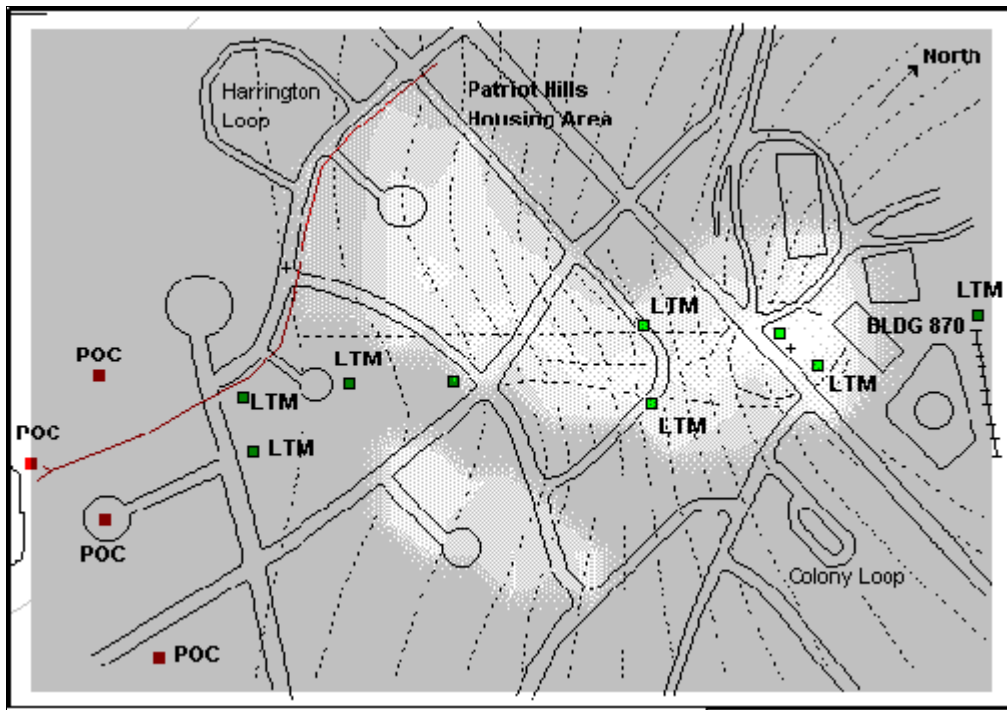 North
Harrington
Loop
Patriot Hills
Housing Area
LTM
LTM
BLDG 870
POC
LTM
LTM
LTM
LTM
POC
LTM
POC
Colony Loop
POC